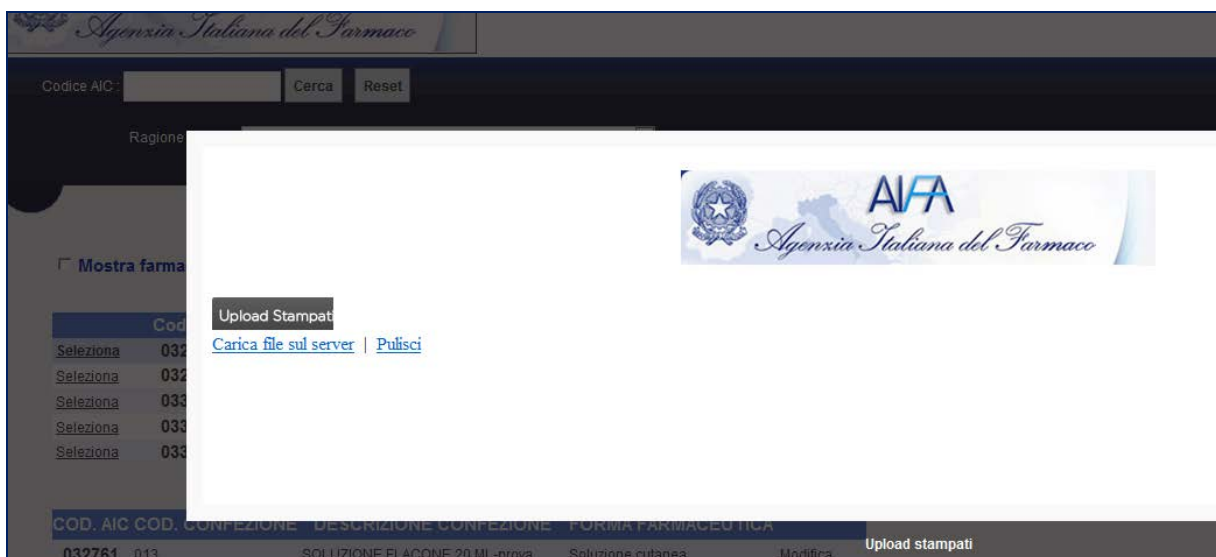 Agenzia Italiana del Farmaco
Codice AIC : Cerca Reset
Ragione
AIFA
Agenzia Italiana del Farmaco
Mostra farma
Upload Stampati
Cod
Carica file sul server | Pulisci
Seleziona 032
Seleziona 032
Seleziona 033
Seleziona 033
Seleziona 033
COD. AIC COD. CONFEZIONE DESCRIZIONE CONFEZIONE FORMA FARMACEUTICA
Upload stampati
032761 013 SOLUZIONE FLACONE 20 ML-prova Soluzione cutanea Modifica